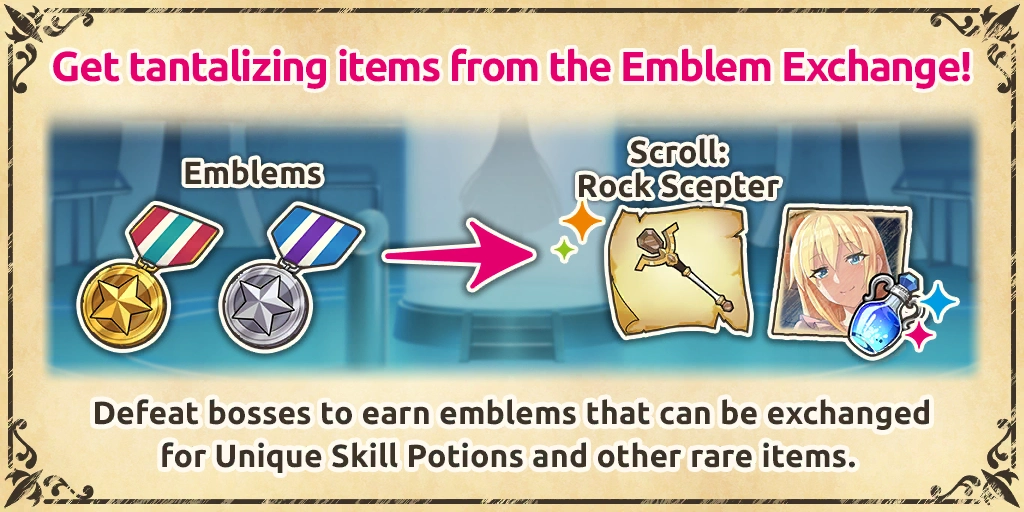 Get tantalizing items from the Emblem Exchange!
Emblems
Scroll:
Rock Scepter
Defeat bosses to earn emblems that can be exchanged
for Unique Skill Potions and other rare items.